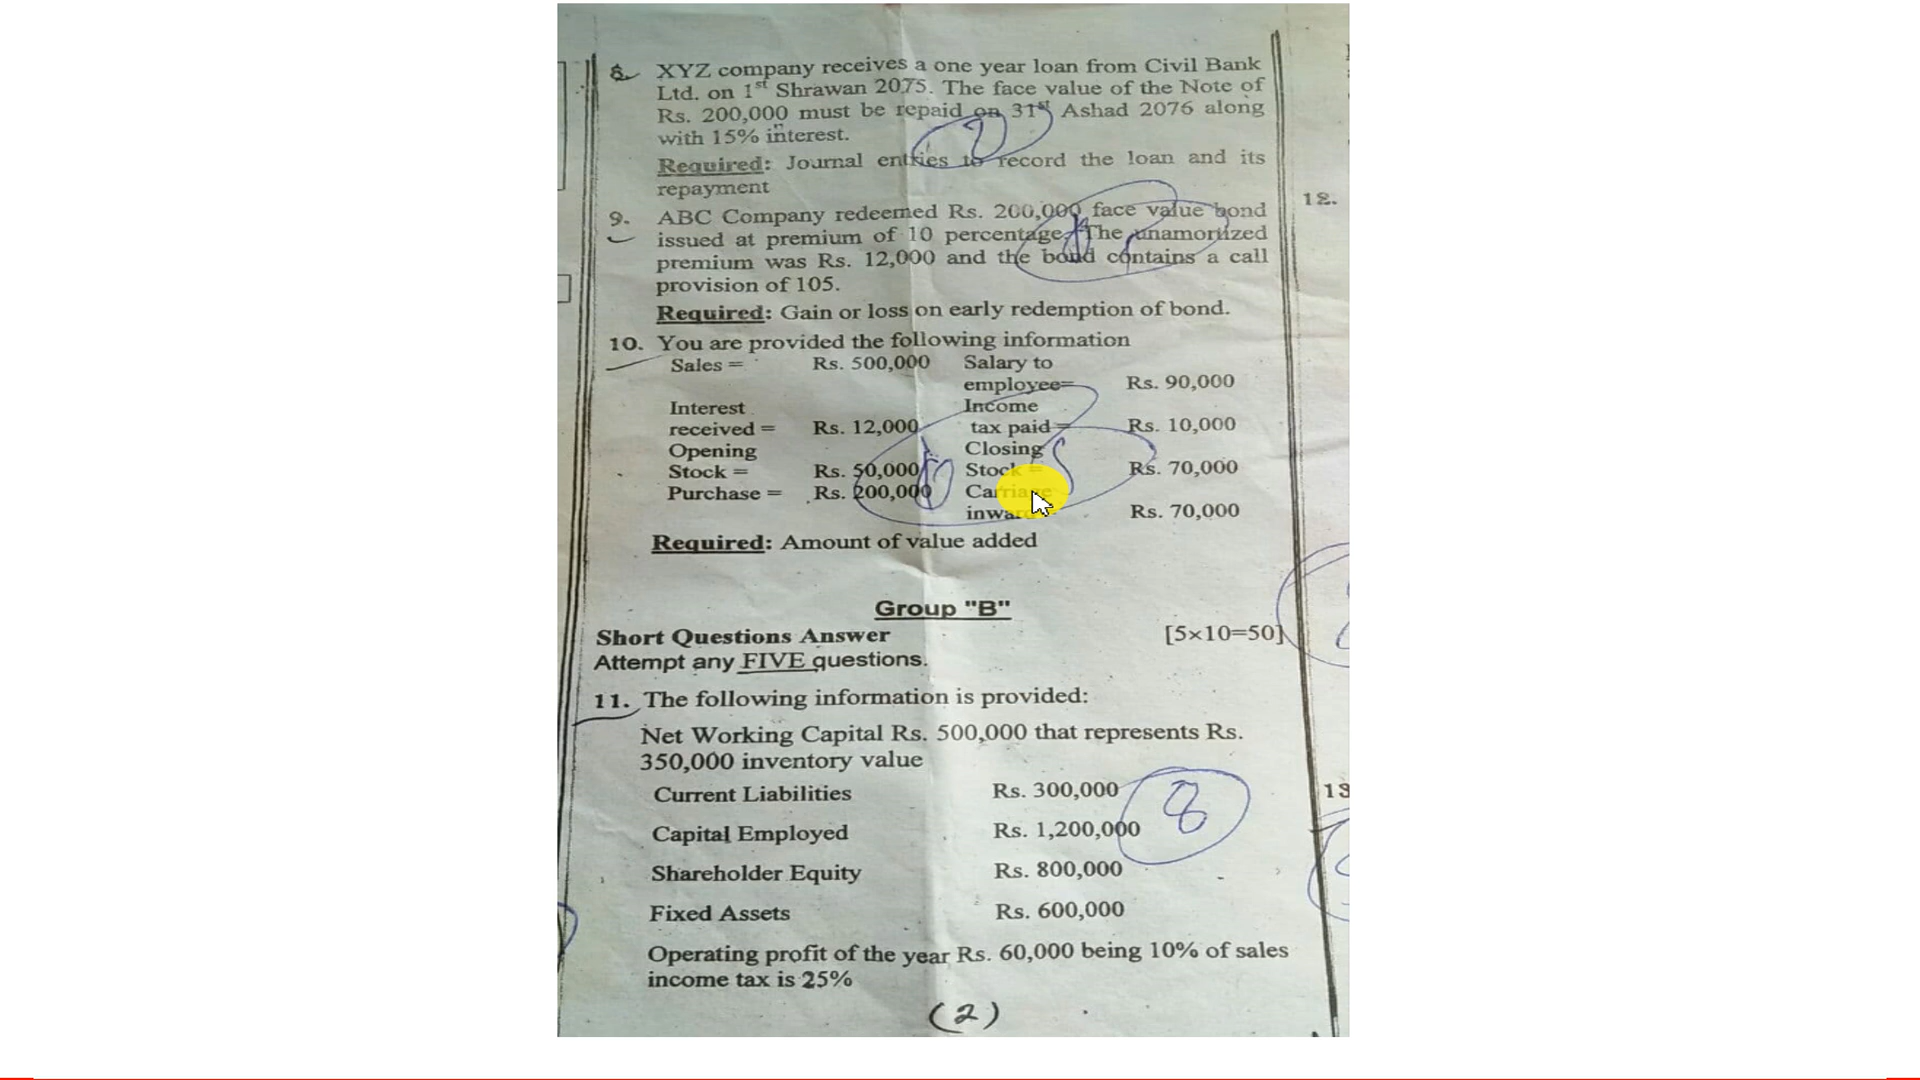 8. XYZ company receives a one year loan from Civil Bank
Ltd. on 1st Shrawan 2075. The face value of the Note of
Rs. 200,000 must be repaid on 31st Ashad 2076 along
with 15% interest.
Required: Journal entries to record the loan and its
repayment
9. ABC Company redeemed Rs. 200,000 face value bond
issued at premium of 10 percentage. The unamortized
premium was Rs. 12,000 and the bond contains a call
provision of 105.
Required: Gain or loss on early redemption of bond.
10. You are provided the following information
Sales = Rs. 500,000 Salary to
employee= Rs. 90,000
Interest Income
received = Rs. 12,000 tax paid = Rs. 10,000
Opening Closing
Stock = Rs. 50,000 Stock = Rs. 70,000
Purchase = Rs. 200,000 Carriage
inward = Rs. 70,000
Required: Amount of value added
Group "B"
Short Questions Answer [5×10=50]
Attempt any FIVE questions.
11. The following information is provided:
Net Working Capital Rs. 500,000 that represents Rs.
350,000 inventory value
Current Liabilities Rs. 300,000
Capital Employed Rs. 1,200,000
8
Shareholder Equity Rs. 800,000
Fixed Assets Rs. 600,000
Operating profit of the year Rs. 60,000 being 10% of sales
income tax is 25%
(2)
12.
13